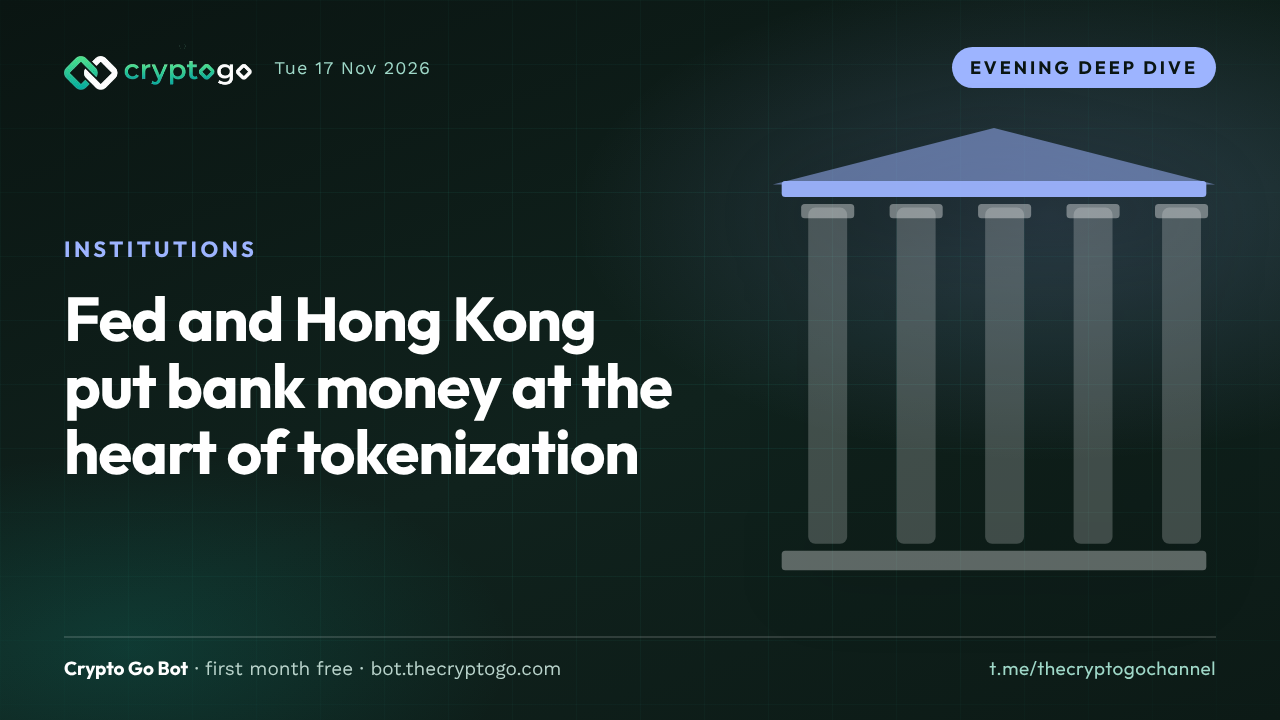 cryptogo
Tue 17 Nov 2026
EVENING DEEP DIVE
INSTITUTIONS
Fed and Hong Kong
put bank money at the
heart of tokenization
Crypto Go Bot · first month free · bot.thecryptogo.com
t.me/thecryptogochannel